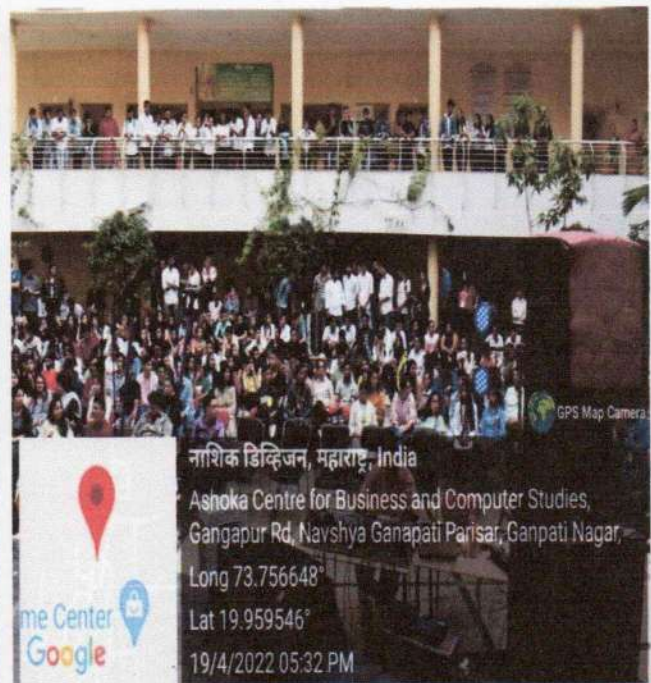 GPS Map Camera
नाशिक डिव्हिजन, महाराष्ट्र, India
Ashoka Centre for Business and Computer Studies,
Gangapur Rd, Navshya Ganapati Parisar, Ganpati Nagar,
Long 73.756648°
Lat 19.959546°
19/4/2022 05:32 PM
me Center
Google